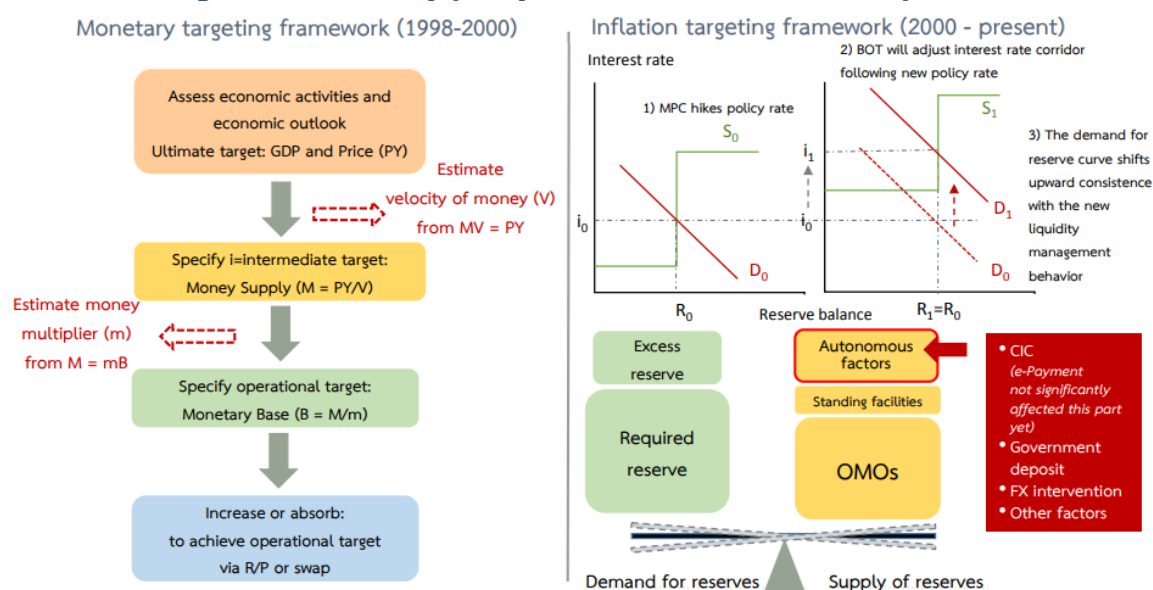 Monetary targeting framework (1998-2000)
Assess economic activities and
economic outlook
Ultimate target: GDP and Price (PY)
Estimate
velocity of money (V)
from MV = PY
Specify i=intermediate target:
Money Supply (M = PY/V)
Estimate money
multiplier (m)
from M = mB
Specify operational target:
Monetary Base (B = M/m)
Increase or absorb:
to achieve operational target
via R/P or swap
Inflation targeting framework (2000 - present)
Interest rate
1) MPC hikes policy rate
S0
i0
D0
R0
2) BOT will adjust interest rate corridor
following new policy rate
S1
i1
i0
D1
D0
R1=R0
3) The demand for
reserve curve shifts
upward consistence
with the new
liquidity
management
behavior
Reserve balance
Excess
reserve
Required
reserve
Autonomous
factors
Standing facilities
OMOs
• CIC
(e-Payment
not significantly
affected this part
yet)
• Government
deposit
• FX intervention
• Other factors
Demand for reserves
Supply of reserves